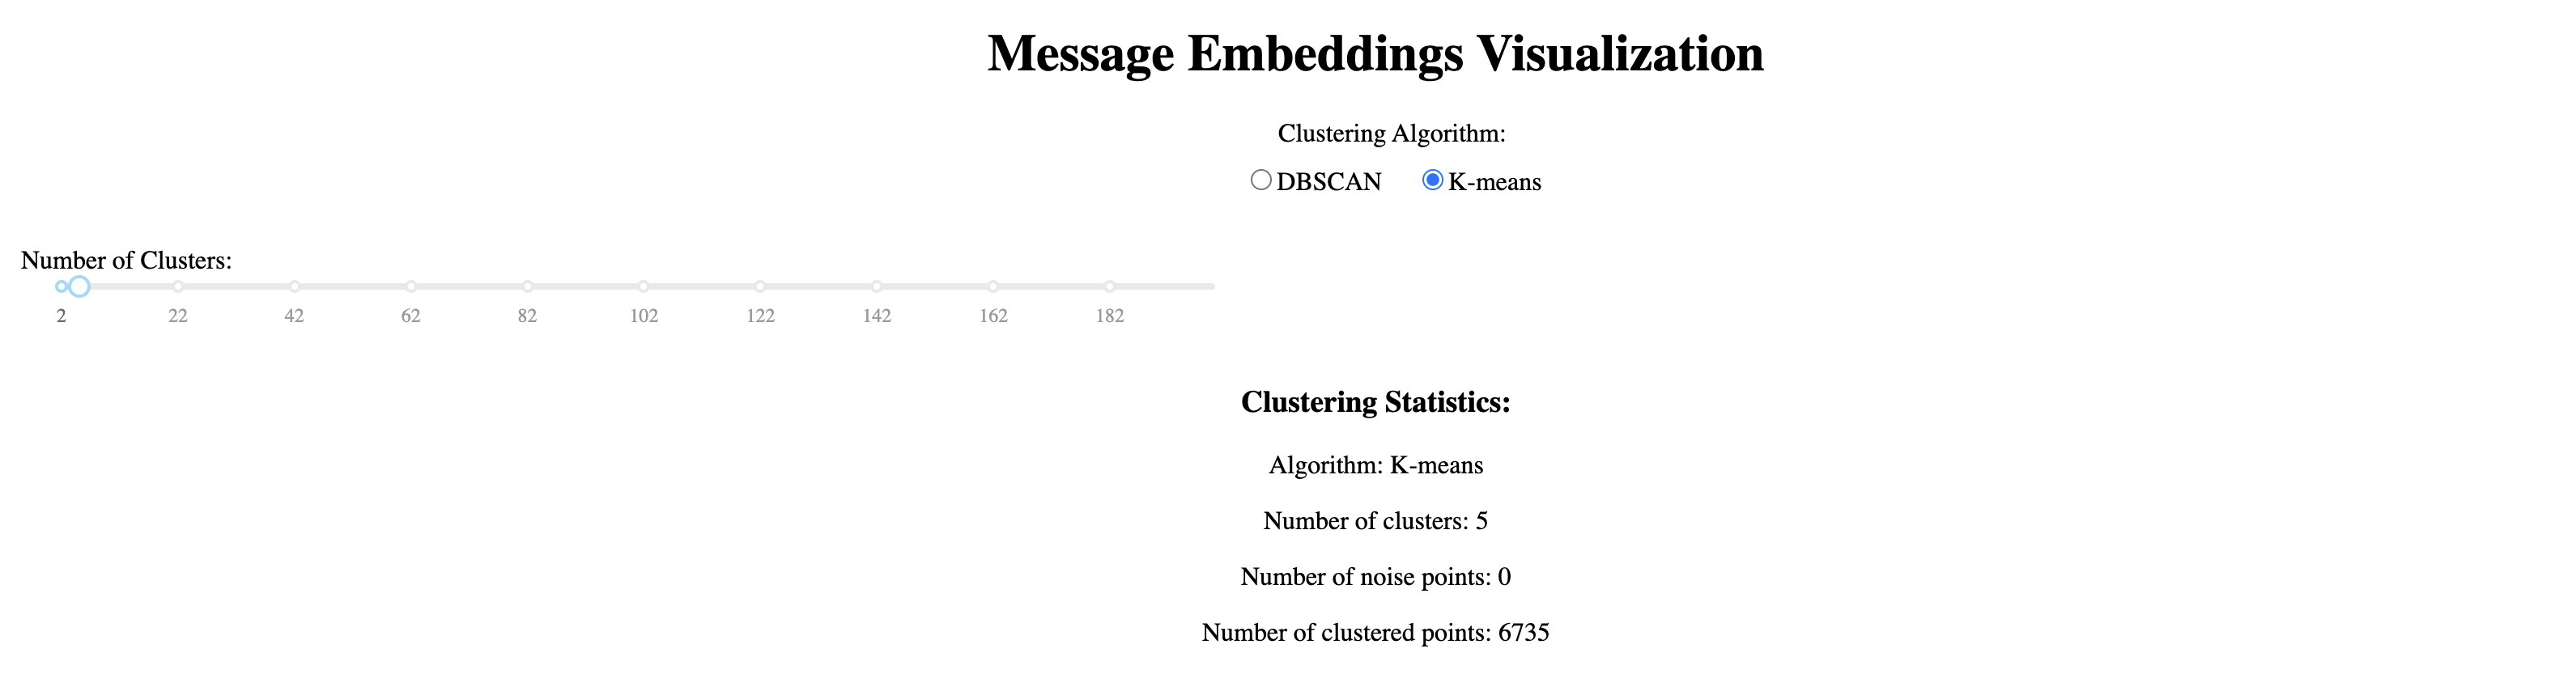 Message Embeddings Visualization
Clustering Algorithm:
DBSCAN K-means
Number of Clusters:
2 22 42 62 82 102 122 142 162 182
Clustering Statistics:
Algorithm: K-means
Number of clusters: 5
Number of noise points: 0
Number of clustered points: 6735